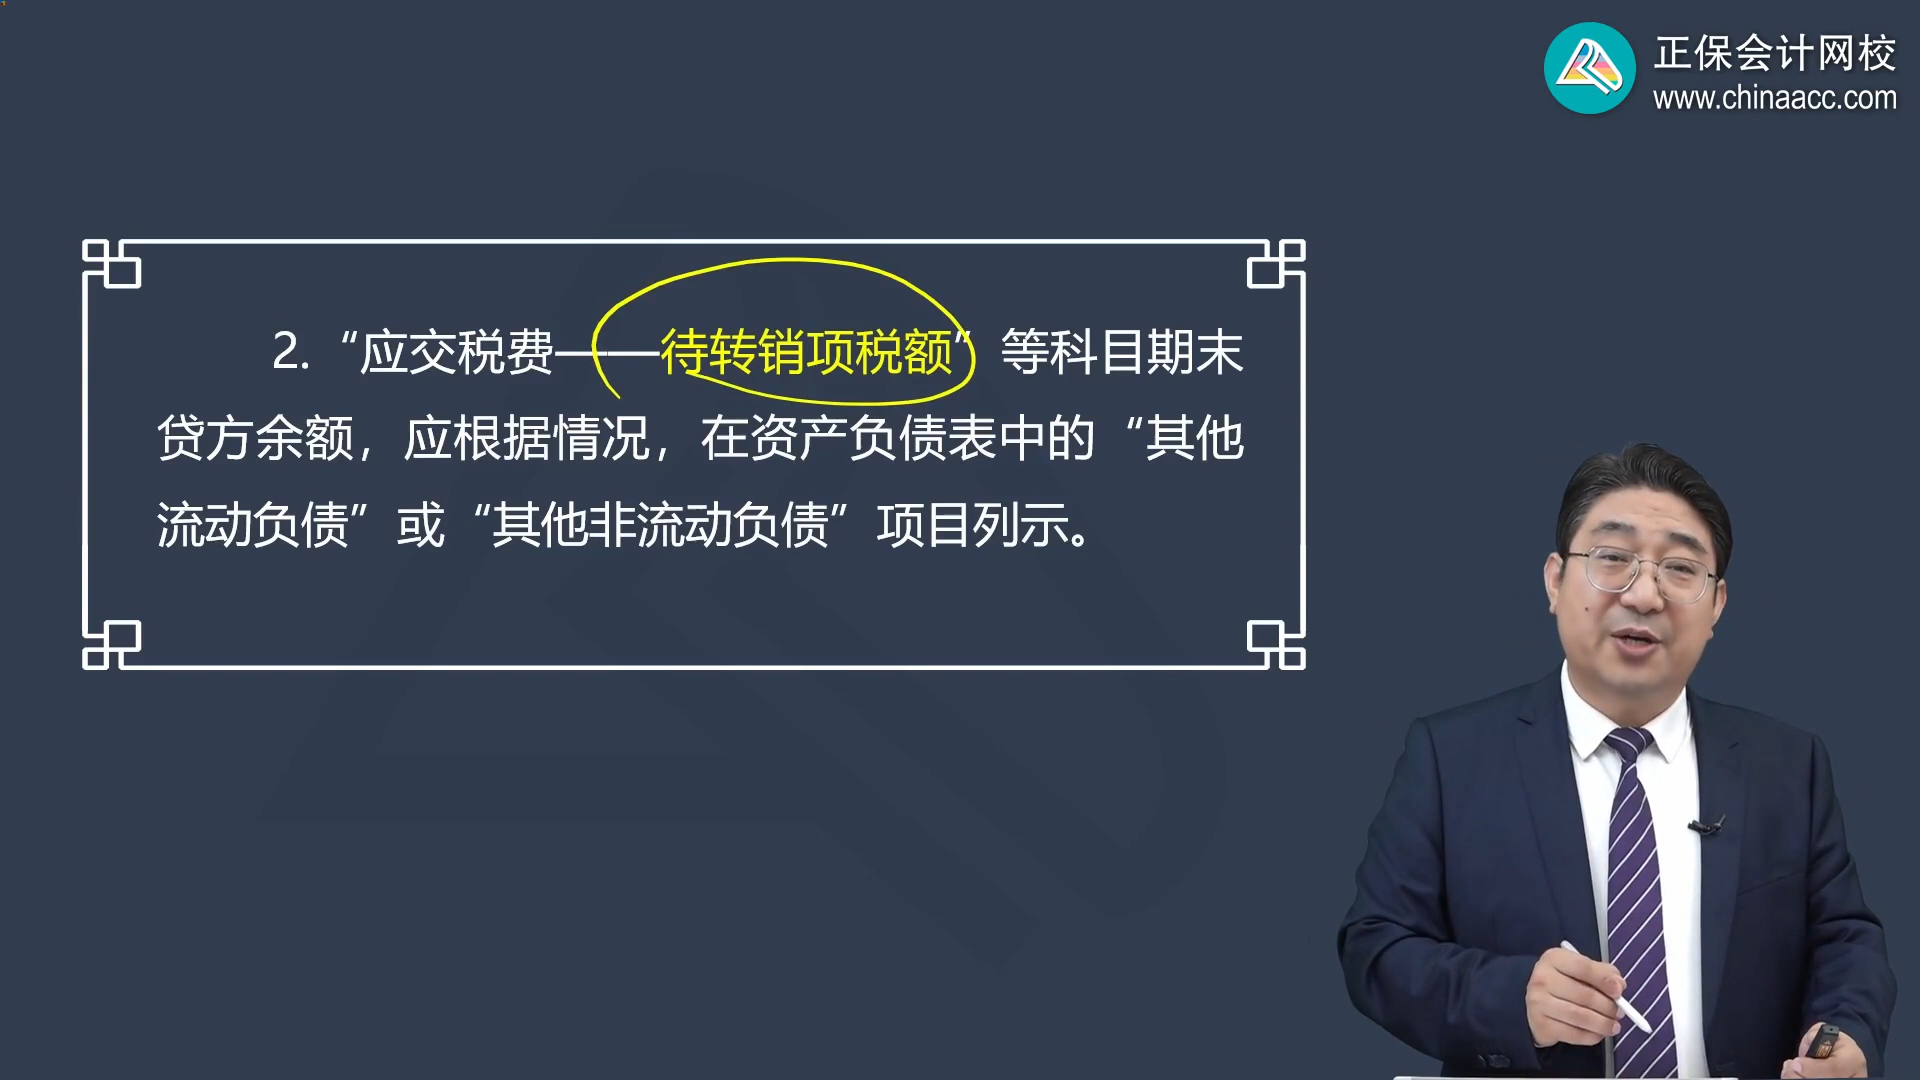 正保会计网校
www.chinaacc.com
2.“应交税费——待转销项税额”等科目期末
贷方余额，应根据情况，在资产负债表中的“其他
流动负债”或“其他非流动负债”项目列示。